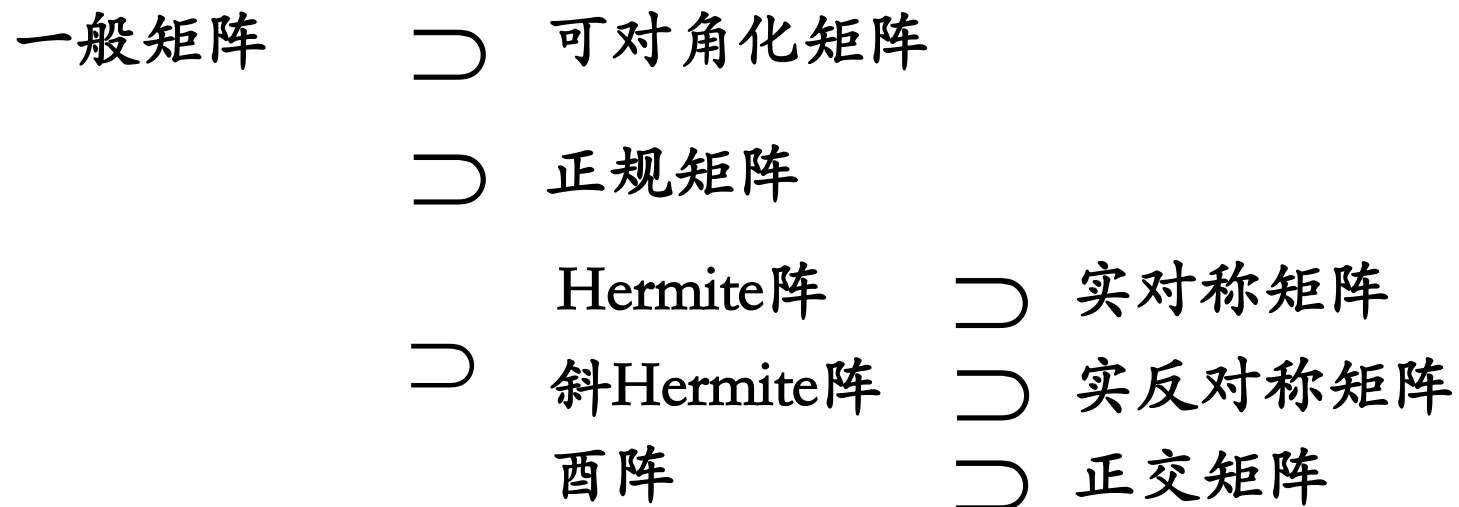 一般矩阵 ⊃ 可对角化矩阵
⊃ 正规矩阵
Hermite阵 ⊃ 实对称矩阵
⊃ 斜Hermite阵 ⊃ 实反对称矩阵
酉阵 ⊃ 正交矩阵